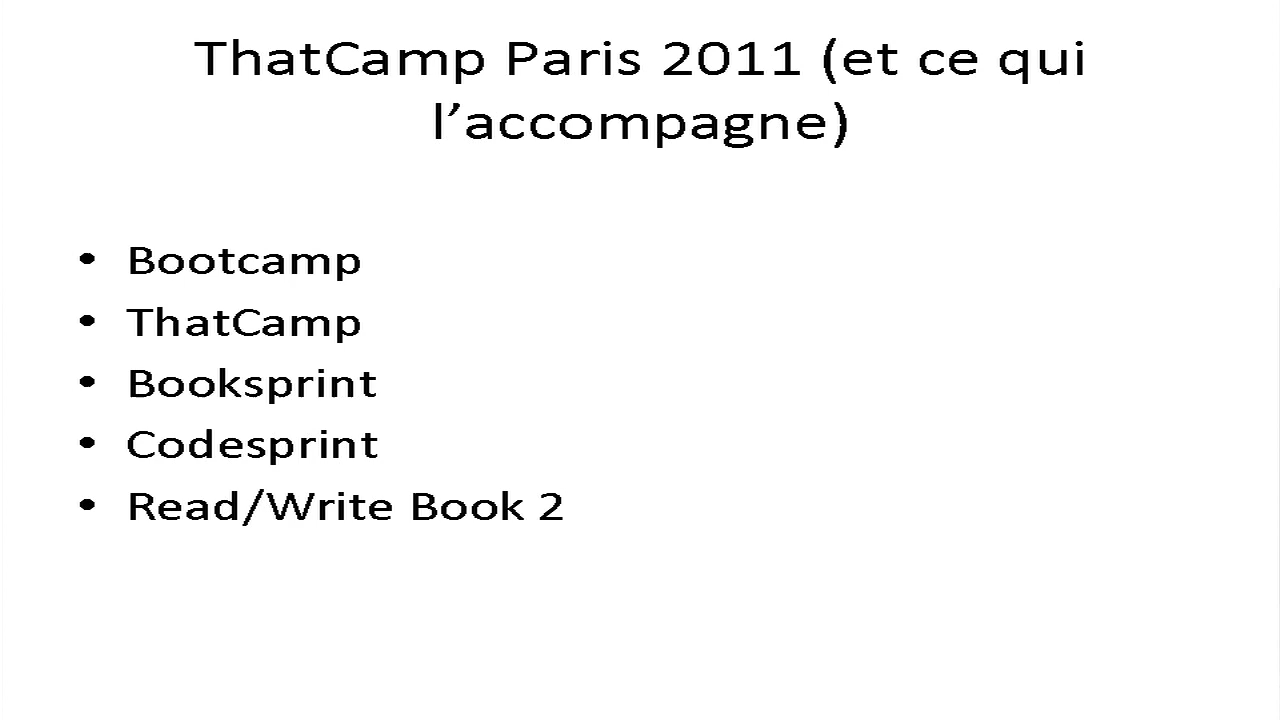 ThatCamp Paris 2011 (et ce qui
l’accompagne)
• Bootcamp
• ThatCamp
• Booksprint
• Codesprint
• Read/Write Book 2